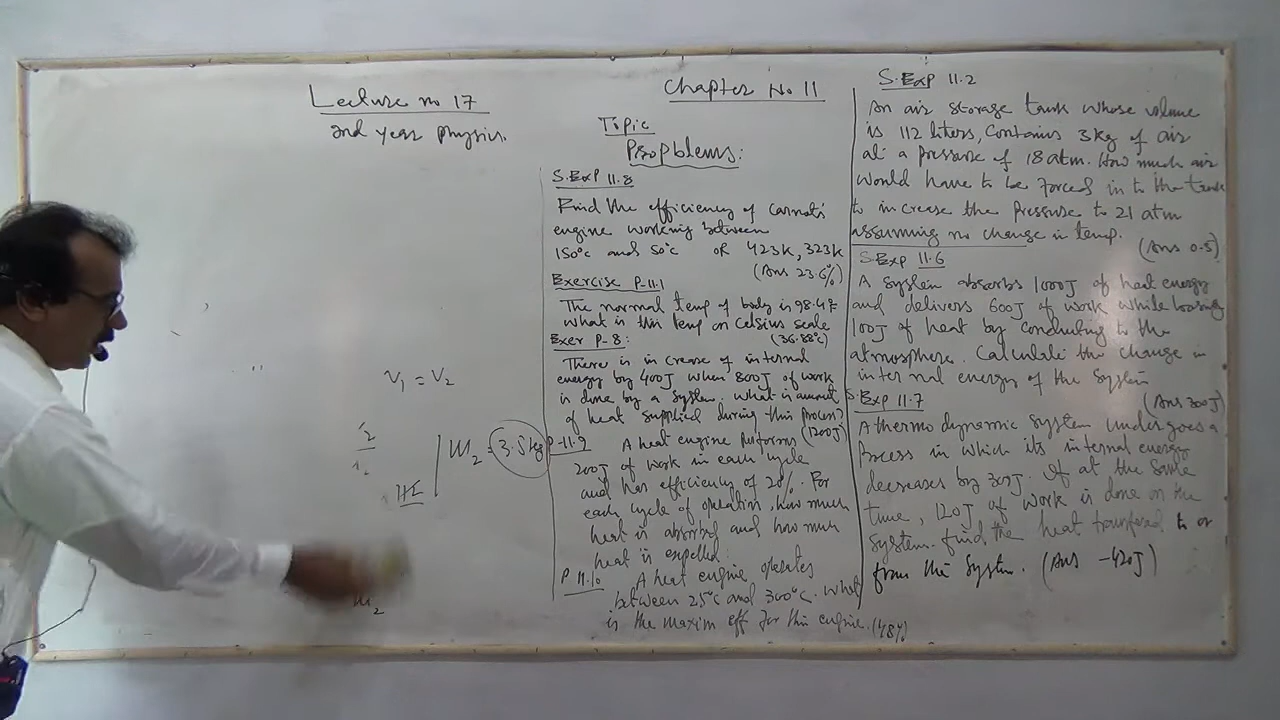 Lecture no 17
2nd year physics.
Chapter No 11
Topic
Propblems:
V₁ = V₂
M₂ = 3.5 kg
m₂
S.Exp 11.8
Find the efficiency of Carnot's
engine working between
150°c and 50°c or 423K, 323K
(Ans 23.6%)
Exercise P-11.1
The normal temp of body is 98.4°F
what is this temp on Celsius scale
(36.88°c)
Exer P-8:
There is increase of internal
energy by 400J when 800J of work
is done by a system. what is amount
of heat supplied during this process?
(1200J)
P-11.9
A heat engine performs
200J of work in each cycle
and has efficiency of 20%. For
each cycle of operation, how much
heat is absorbed and how much
heat is expelled:
P 11.10
A heat engine operates
between 25°c and 300°c. what
is the maxim eff for this engine. (48%)
S.Exp 11.2
An air storage tank whose volume
is 112 liters, Contains 3kg of air
at a pressure of 18 atm. How much air
would have to be forced in to the tank
to increase the pressure to 21 atm
assuming no change in temp.
(Ans 0.5)
S Exp 11.6
A system absorbs 1000J of heat energy
and delivers 600J of work while loosing
100J of heat by conducting to the
atmosphere. Calculate the change in
internal energy of the system
(Ans 300J)
S.Exp 11.7
A thermodynamic system undergoes a
Process in which its internal energy
decreases by 300J. If at the same
time, 120J of work is done on the
system. find the heat transferred to or
from the system. (Ans -420J)